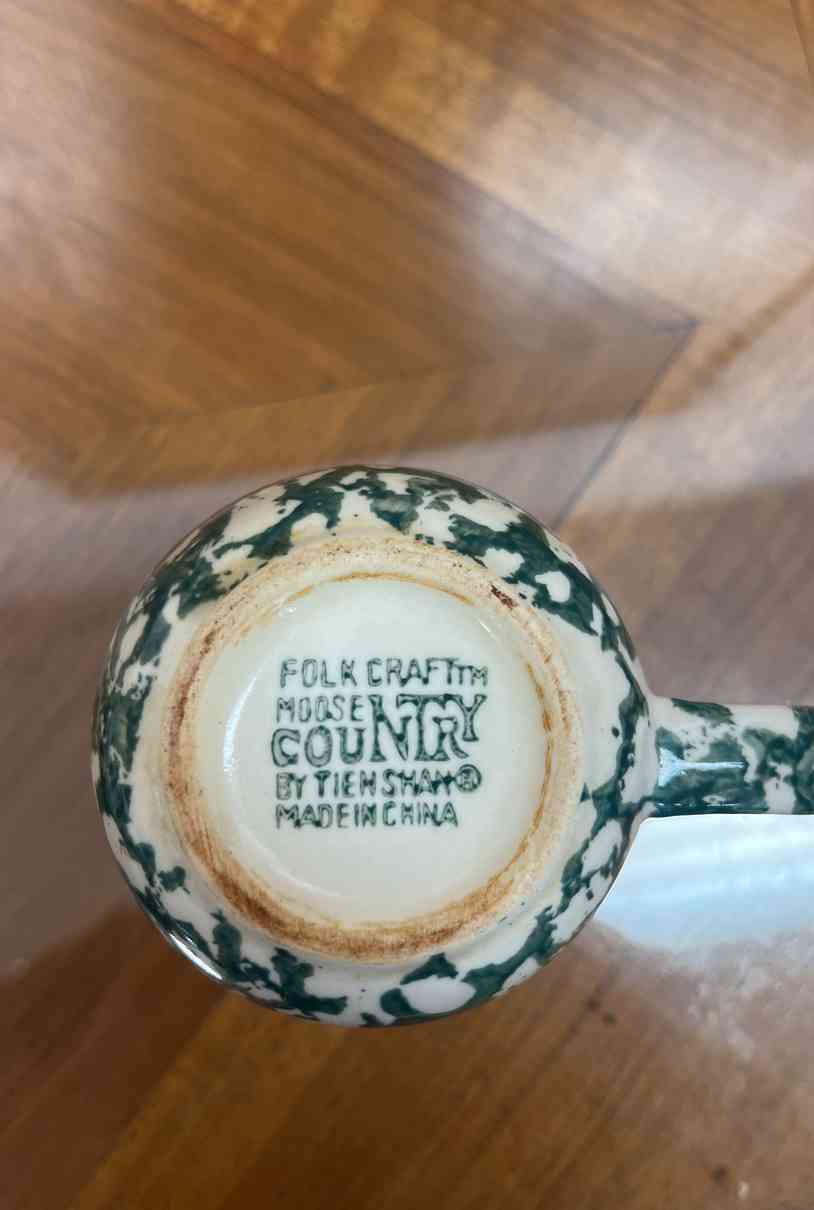 FOLK CRAFT TM
MOOSE
COUNTRY
BY TIENSHAN®
MADE IN CHINA